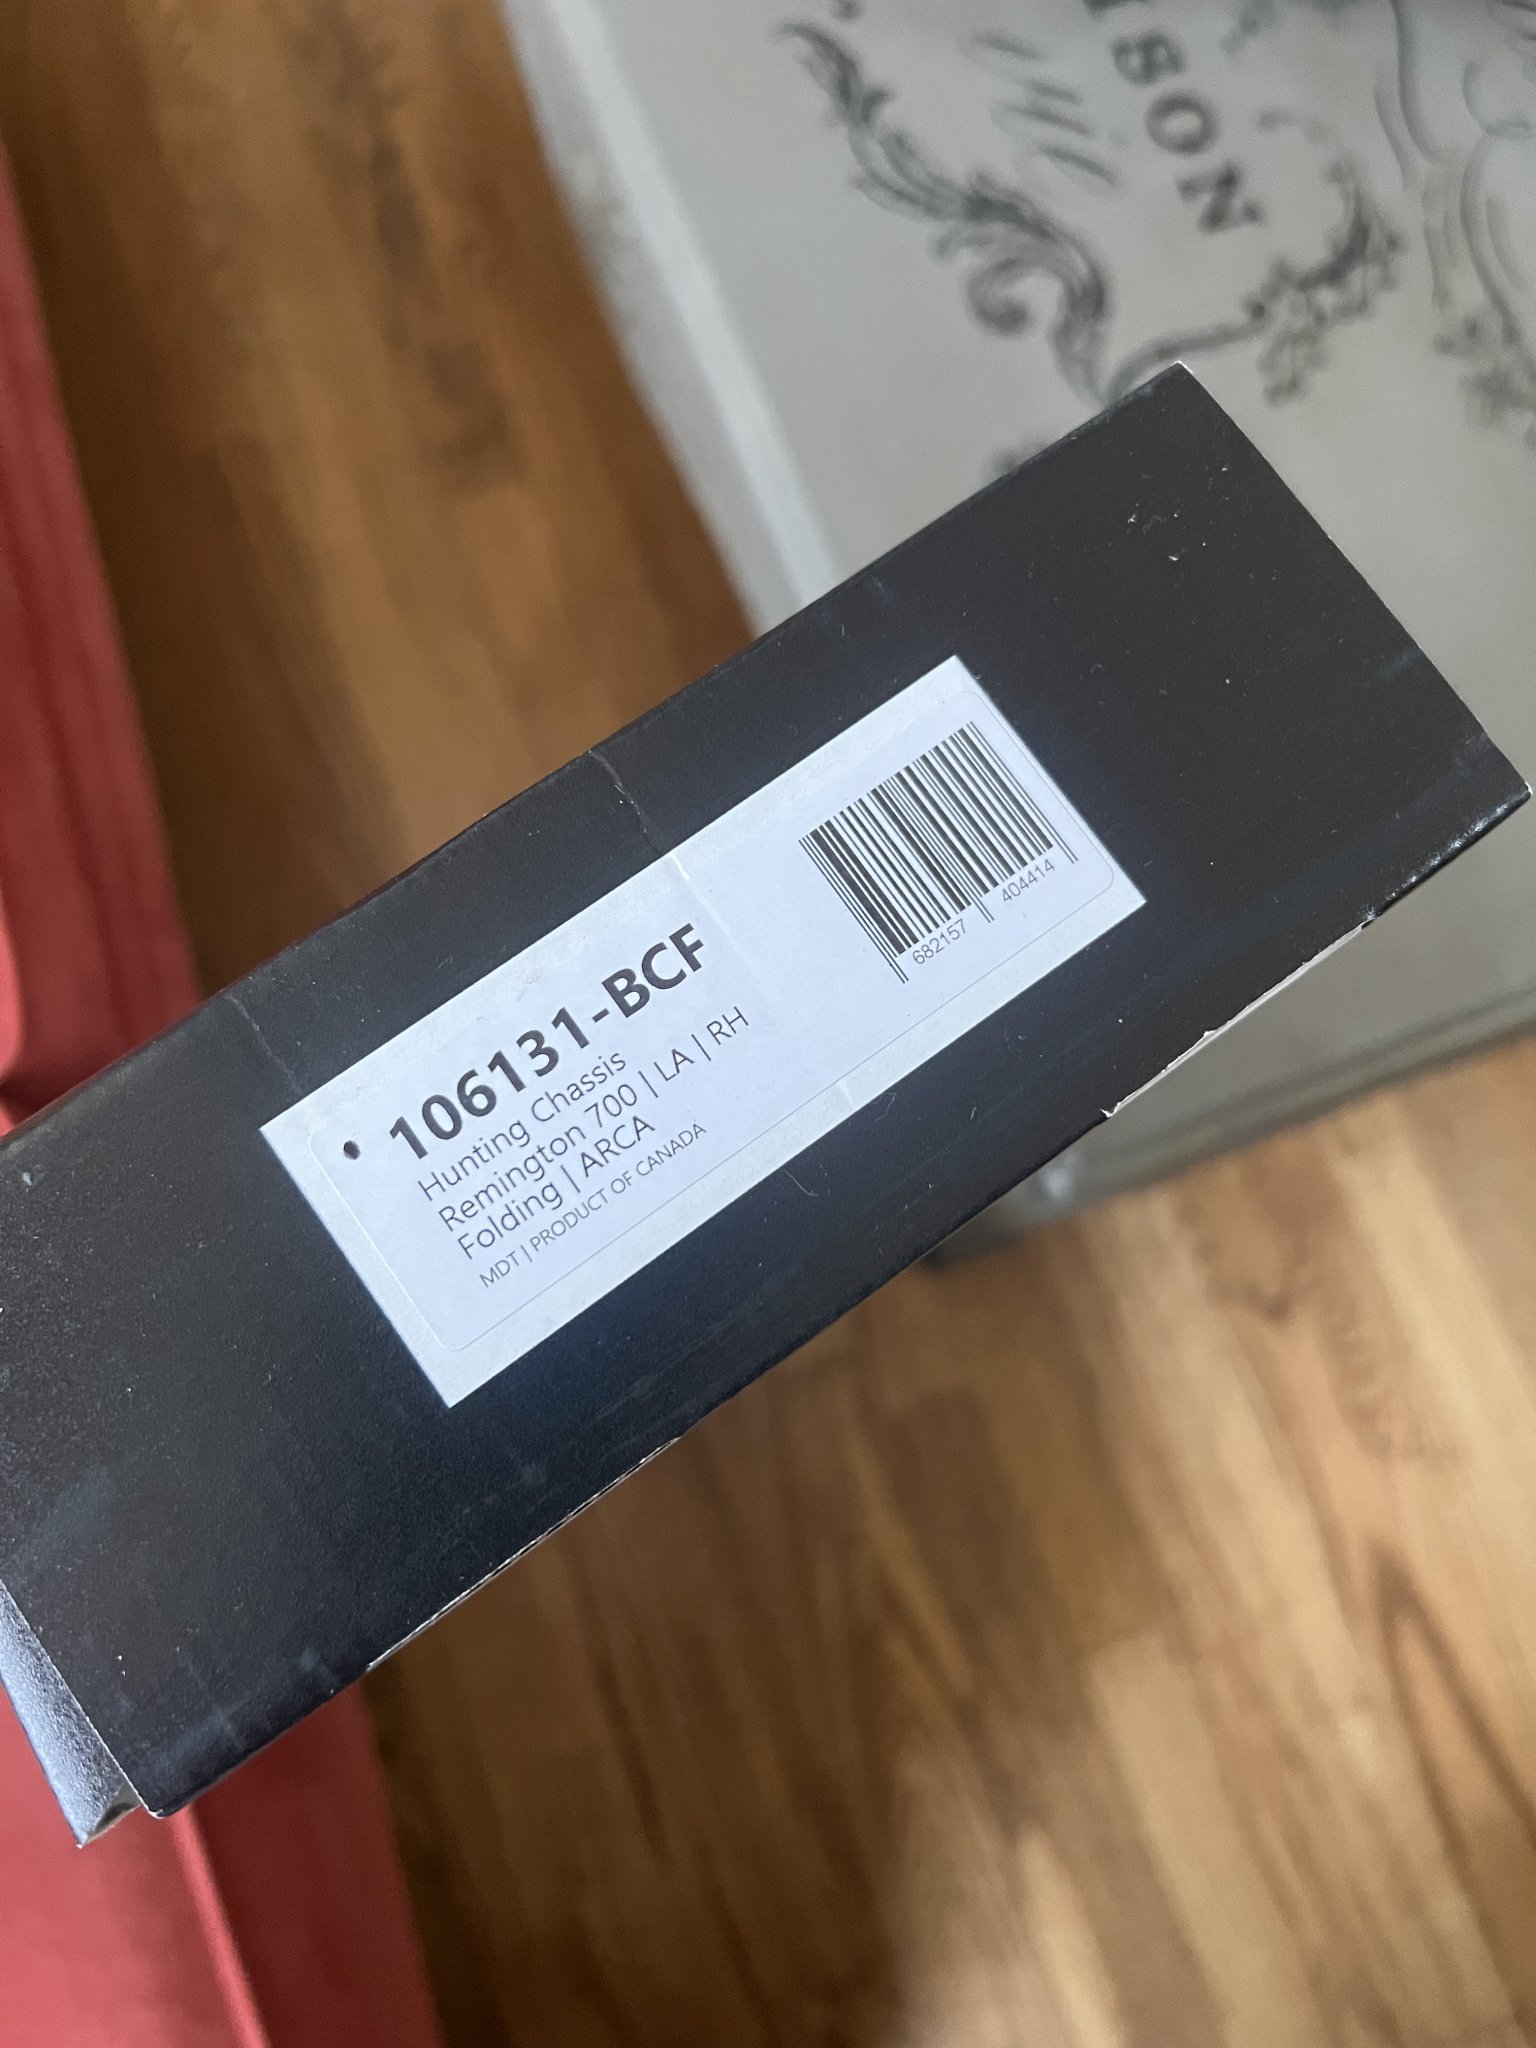 106131-BCF
Hunting Chassis
Remington 700 | LA | RH
Folding | ARCA
MDT | PRODUCT OF CANADA
682157 404414